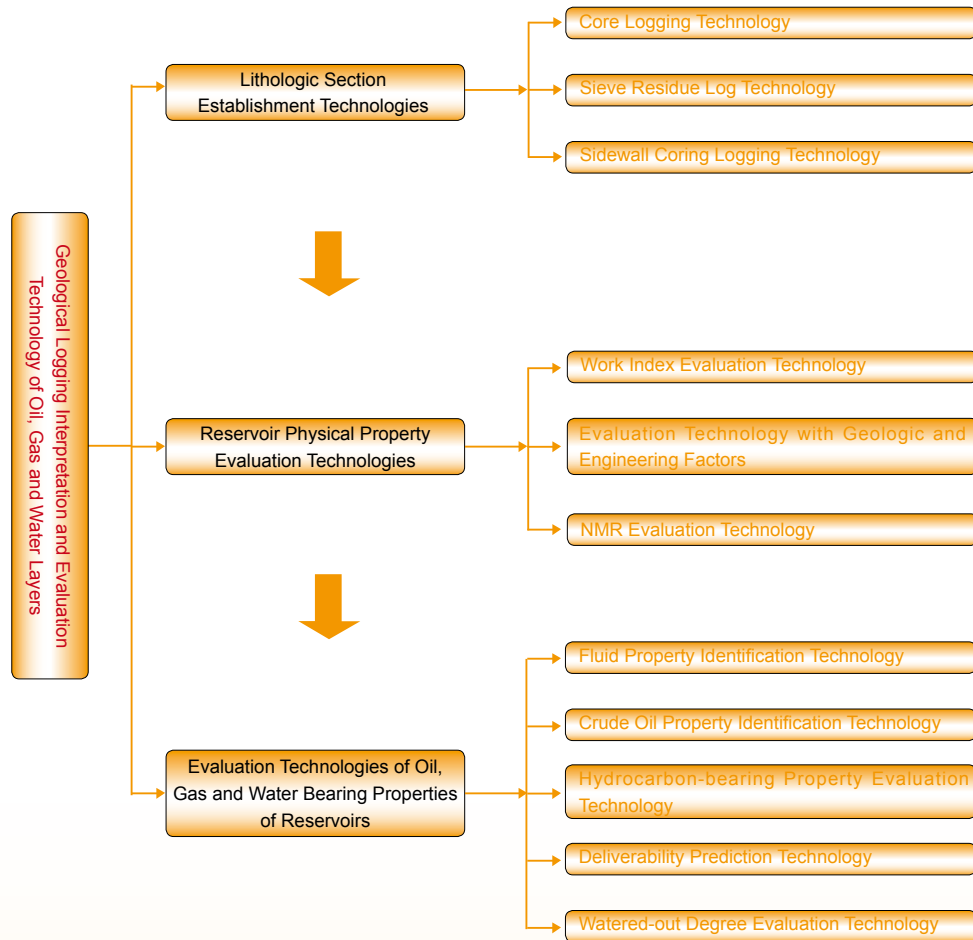 Geological Logging Interpretation and Evaluation
Technology of Oil, Gas and Water Layers
Lithologic Section
Establishment Technologies
Core Logging Technology
Sieve Residue Log Technology
Sidewall Coring Logging Technology
Reservoir Physical Property
Evaluation Technologies
Work Index Evaluation Technology
Evaluation Technology with Geologic and
Engineering Factors
NMR Evaluation Technology
Evaluation Technologies of Oil,
Gas and Water Bearing Properties
of Reservoirs
Fluid Property Identification Technology
Crude Oil Property Identification Technology
Hydrocarbon-bearing Property Evaluation
Technology
Deliverability Prediction Technology
Watered-out Degree Evaluation Technology